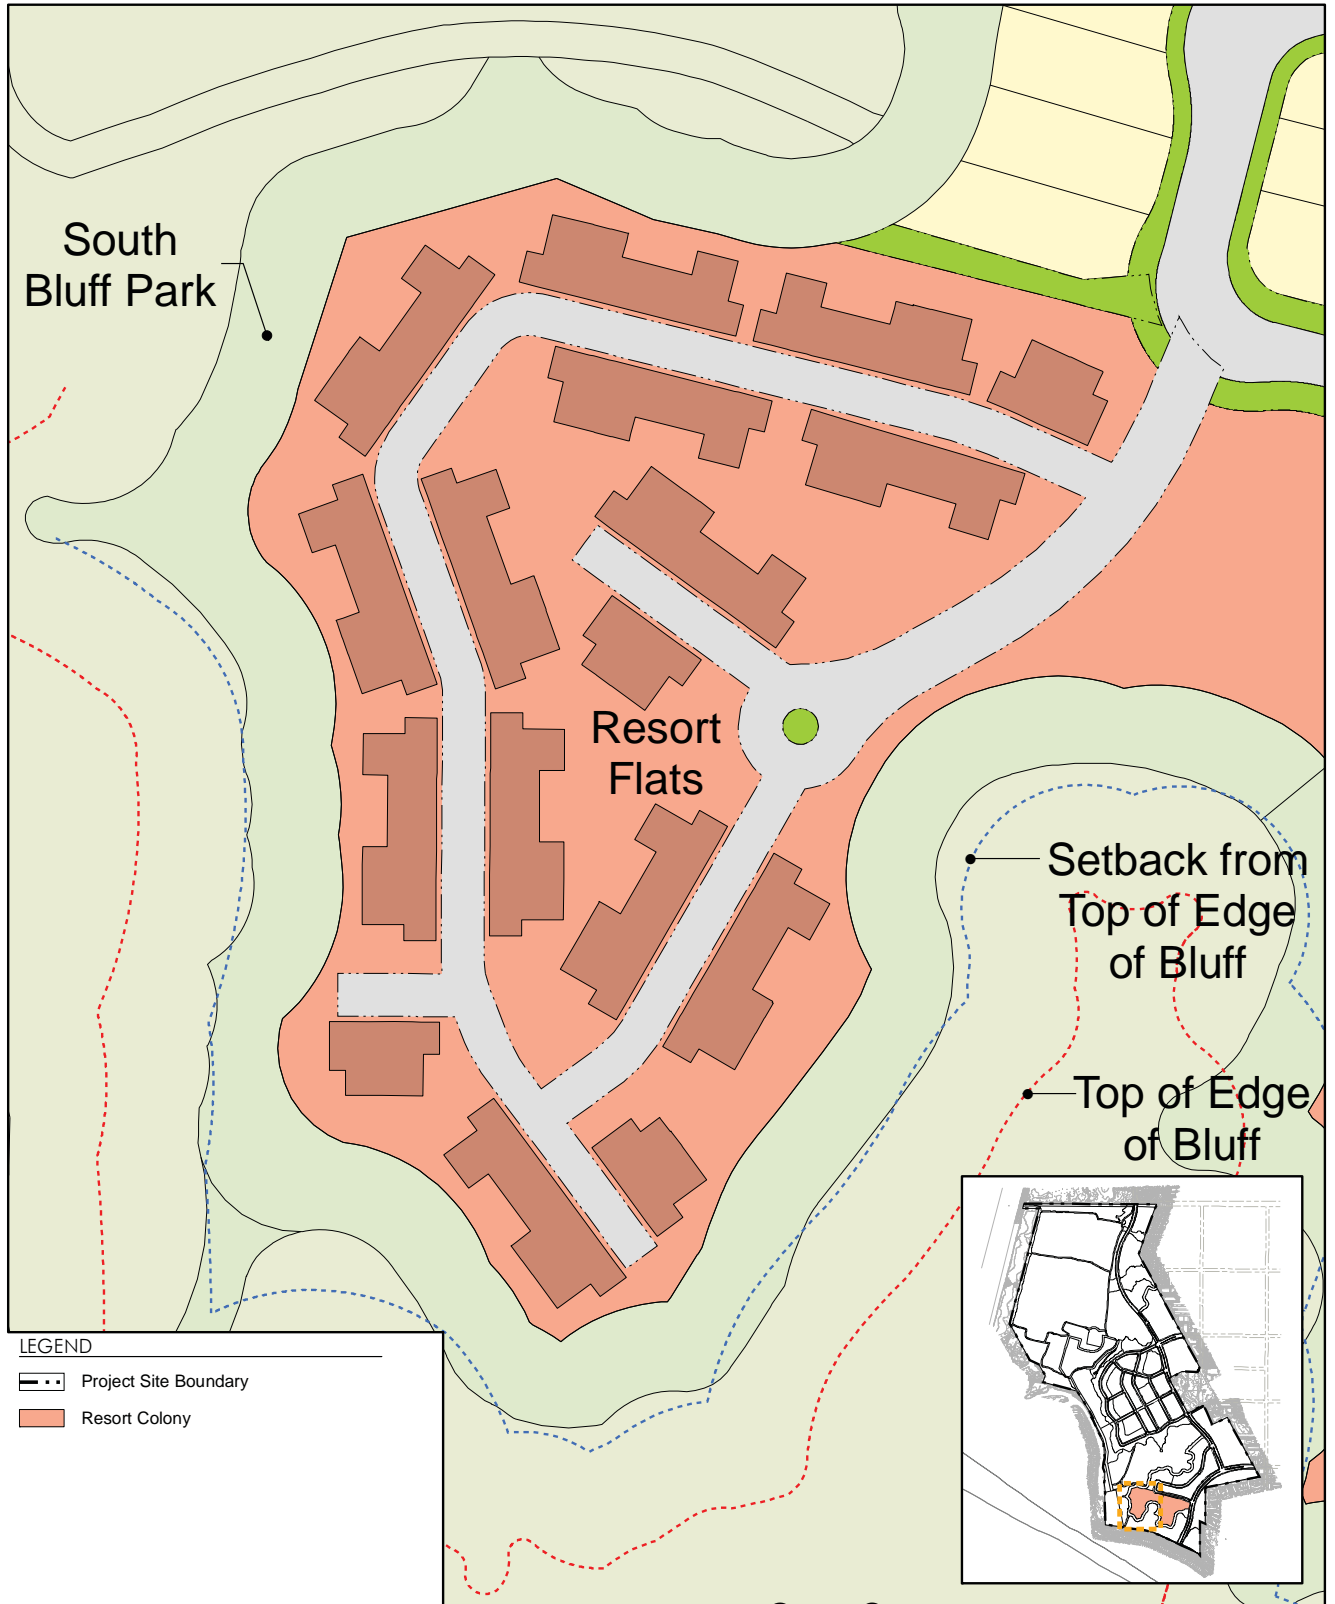 South
Bluff Park
Resort
Flats
Setback from
Top of Edge
of Bluff
Top of Edge
of Bluff
LEGEND
Project Site Boundary
Resort Colony